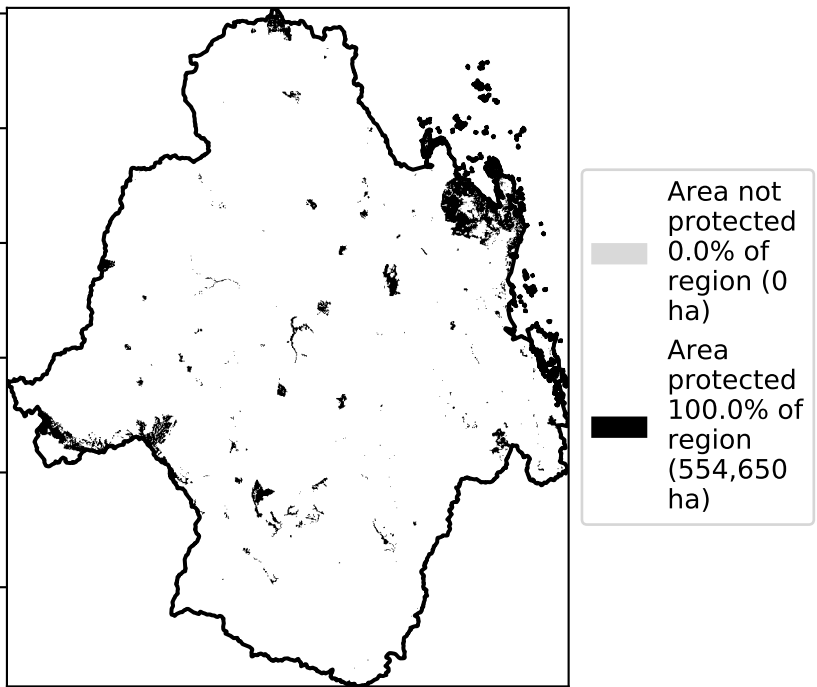 Area not
protected
0.0% of
region (0
ha)
Area
protected
100.0% of
region
(554,650
ha)